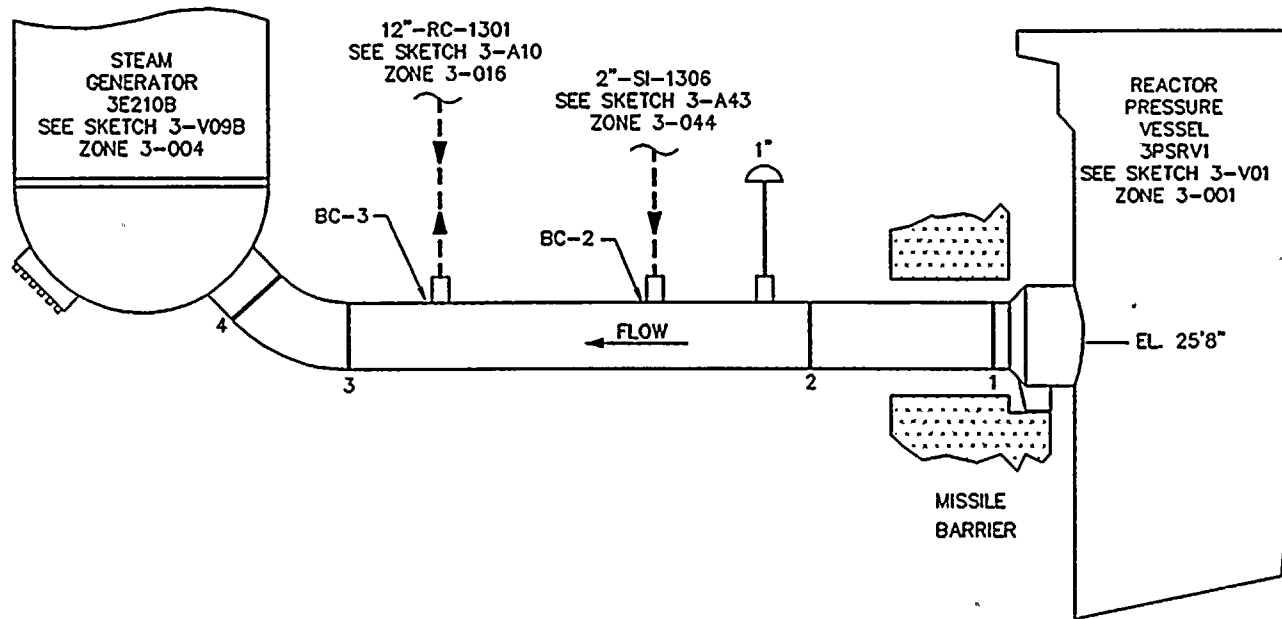 STEAM
GENERATOR
3E210B
SEE SKETCH 3-V09B
ZONE 3-004
12"-RC-1301
SEE SKETCH 3-A10
ZONE 3-016
2"-SI-1306
SEE SKETCH 3-A43
ZONE 3-044
1"
REACTOR
PRESSURE
VESSEL
3PSRV1
SEE SKETCH 3-V01
ZONE 3-001
BC-3
BC-2
4
FLOW
EL. 25'8"
3
2
1
MISSILE
BARRIER